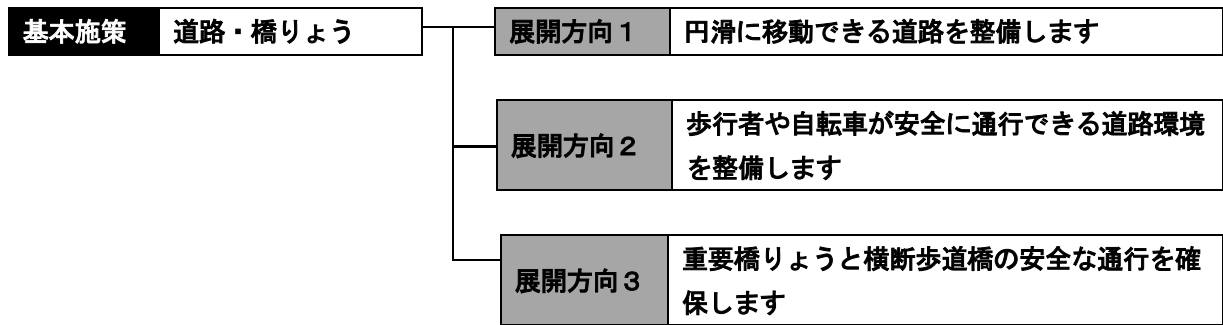 基本施策 道路・橋りょう
展開方向１ 円滑に移動できる道路を整備します
展開方向２ 歩行者や自転車が安全に通行できる道路環境
を整備します
展開方向３ 重要橋りょうと横断歩道橋の安全な通行を確
保します